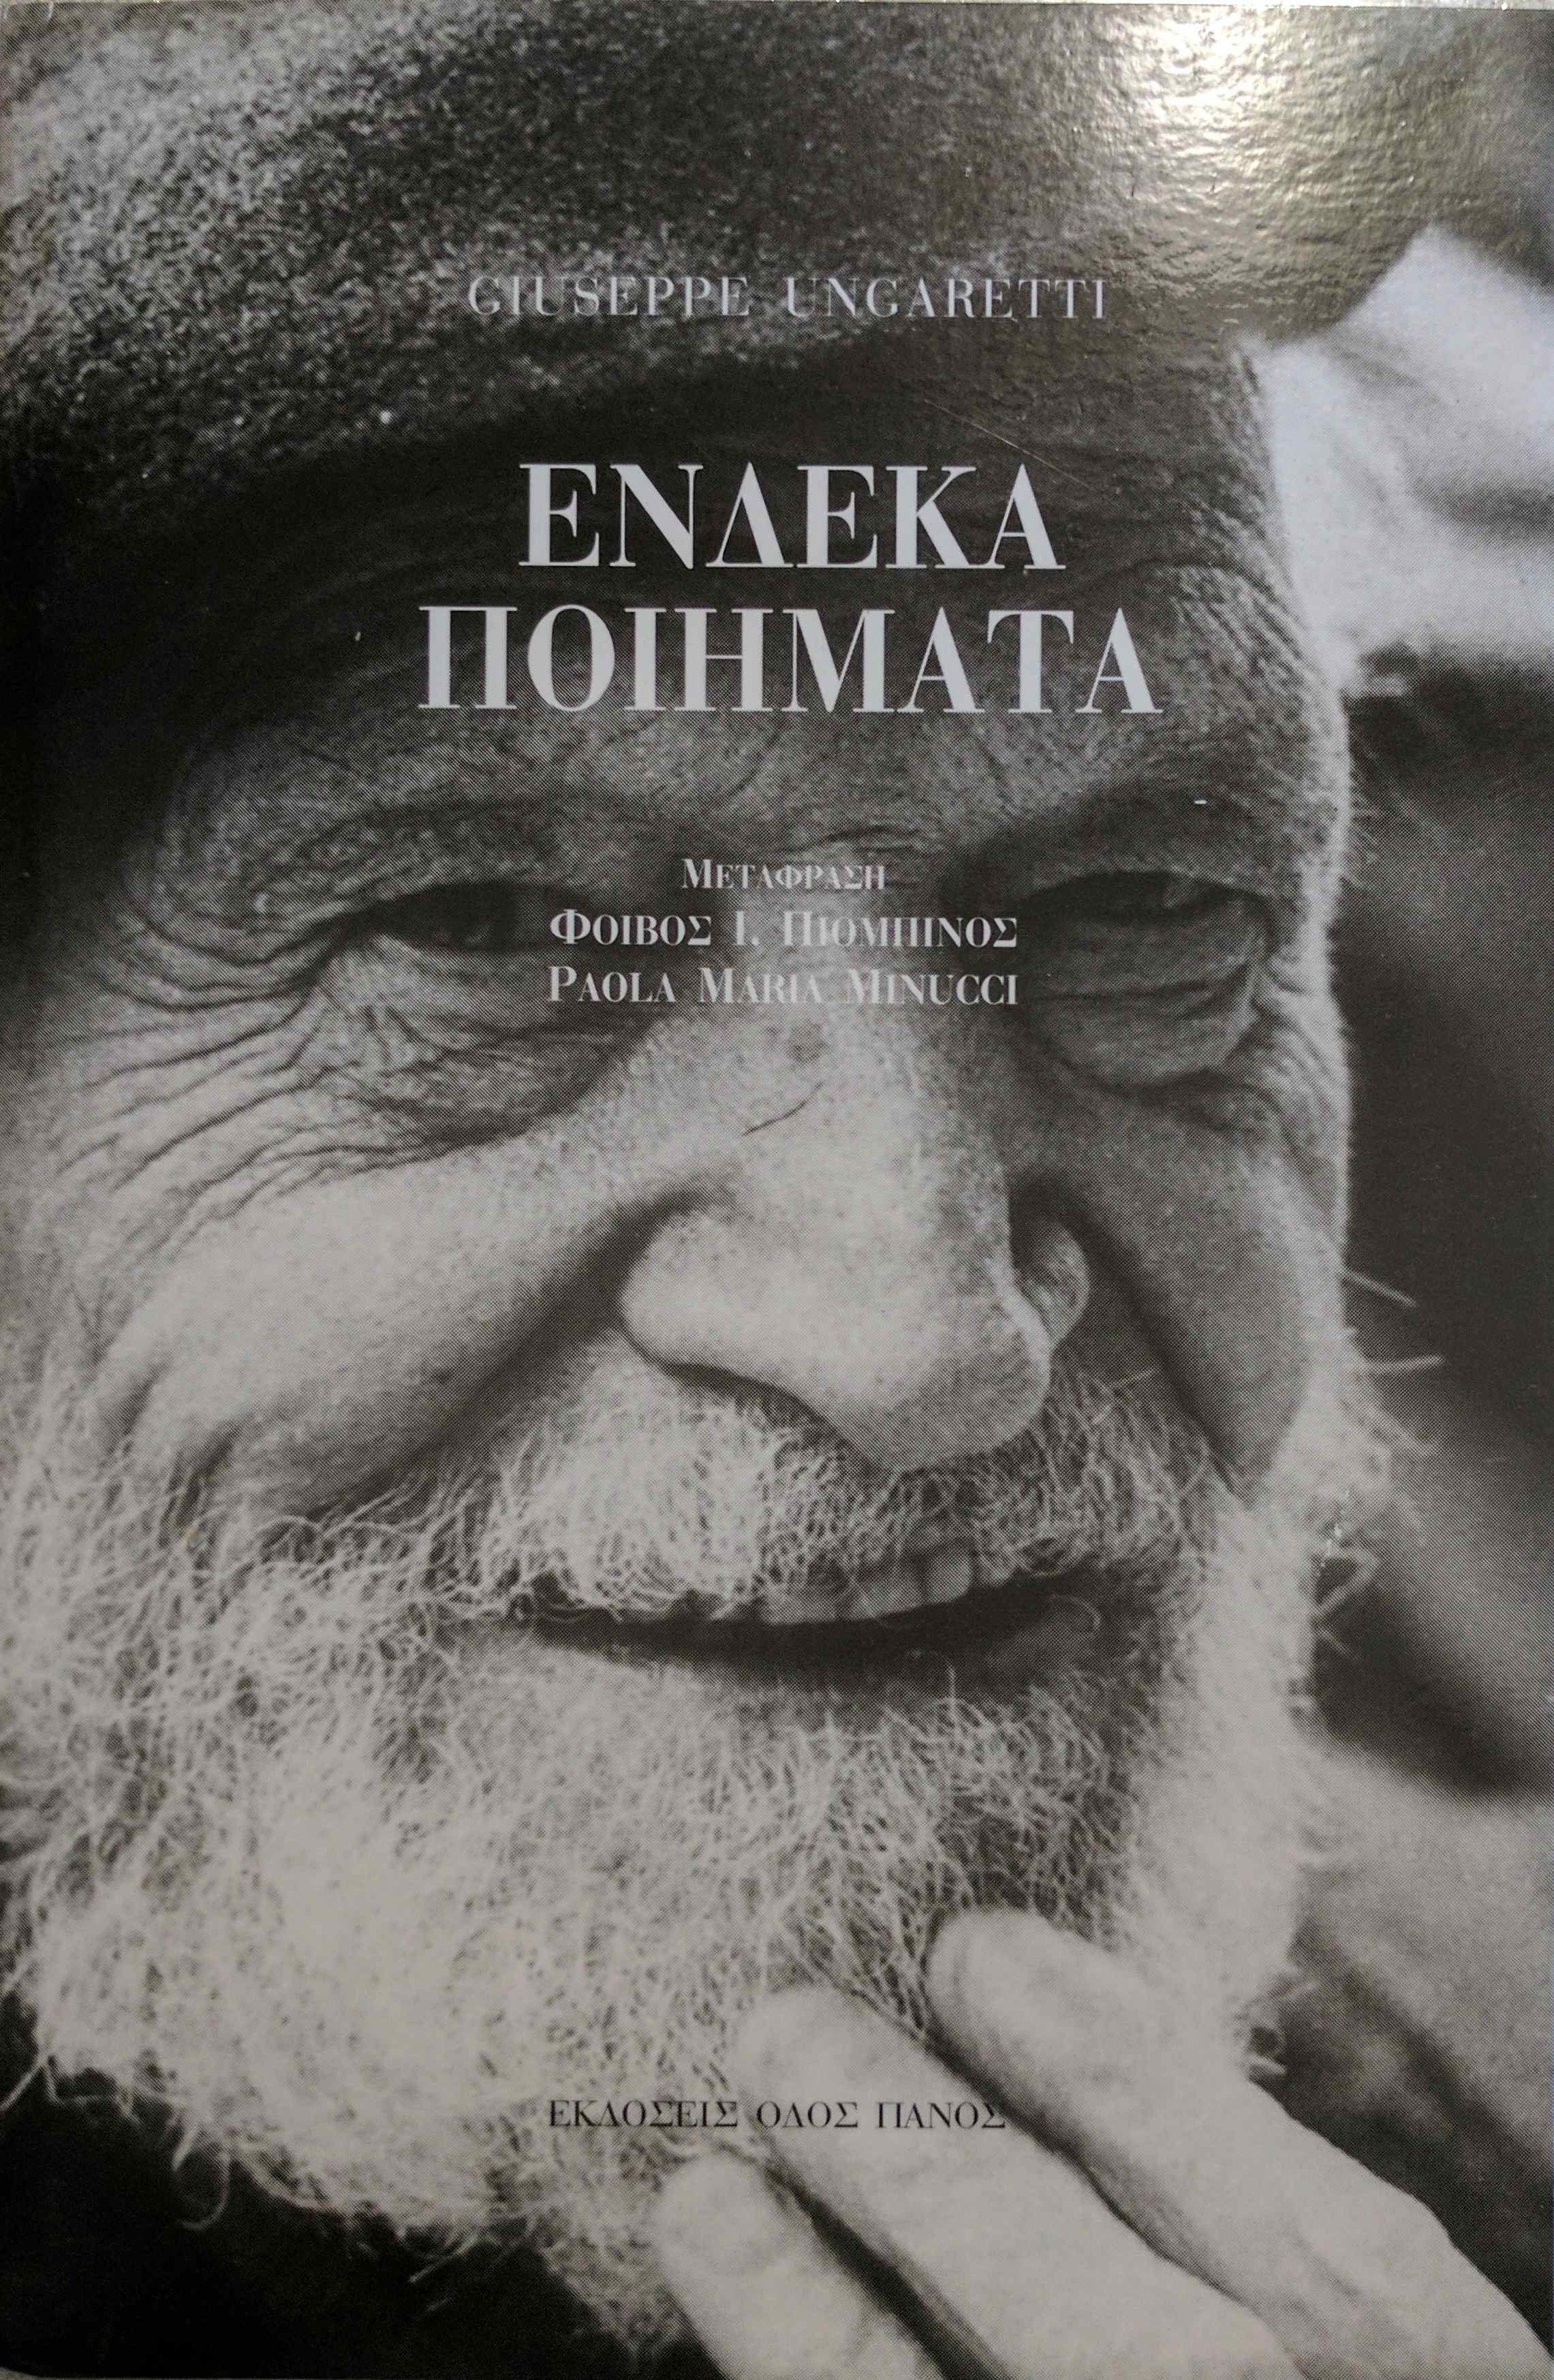 GIUSEPPE UNGARETTI
ΕΝΔΕΚΑ
ΠΟΙΗΜΑΤΑ
ΜΕΤΑΦΡΑΣΗ
ΦΟΙΒΟΣ Ι. ΠΙΟΜΠΙΝΟΣ
PAOLA MARIA MINUCCI
ΕΚΔΟΣΕΙΣ ΟΔΟΣ ΠΑΝΟΣ